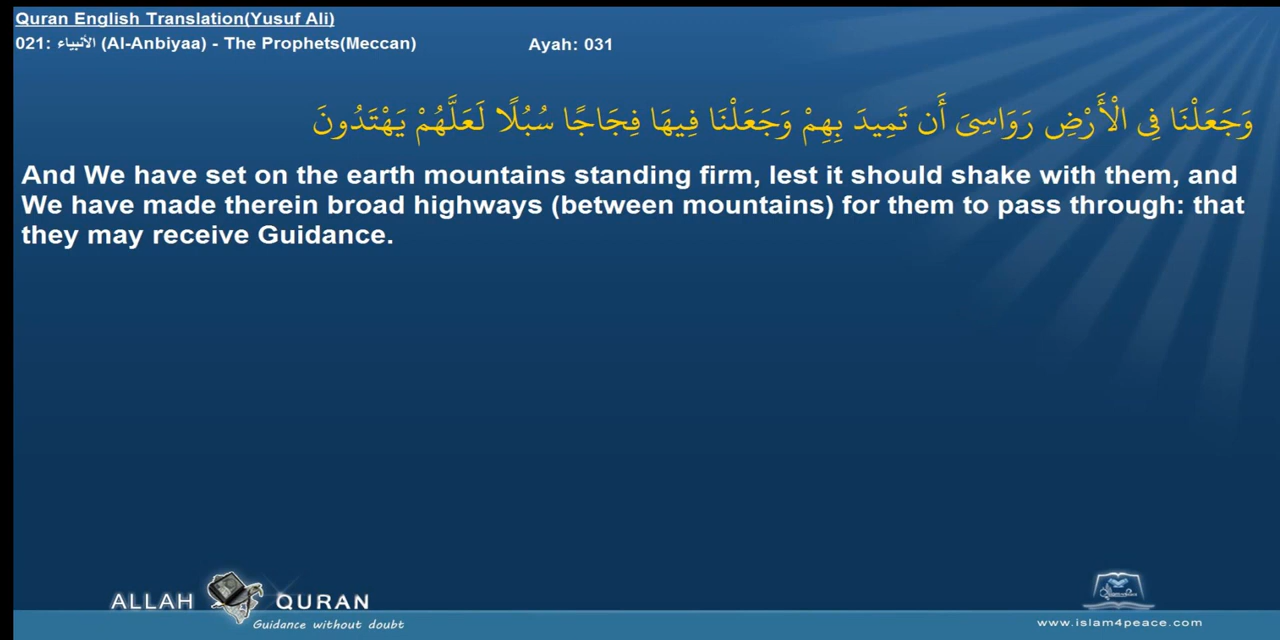 Quran English Translation(Yusuf Ali)
021: الأنبياء (Al-Anbiyaa) - The Prophets(Meccan) Ayah: 031
وَجَعَلْنَا فِى الْأَرْضِ رَوَاسِىَ أَن تَمِيدَ بِهِمْ وَجَعَلْنَا فِيهَا فِجَاجًا سُبُلًا لَعَلَّهُمْ يَهْتَدُونَ
And We have set on the earth mountains standing firm, lest it should shake with them, and
We have made therein broad highways (between mountains) for them to pass through: that
they may receive Guidance.
ALLAH QURAN
Guidance without doubt
www.islam4peace.com